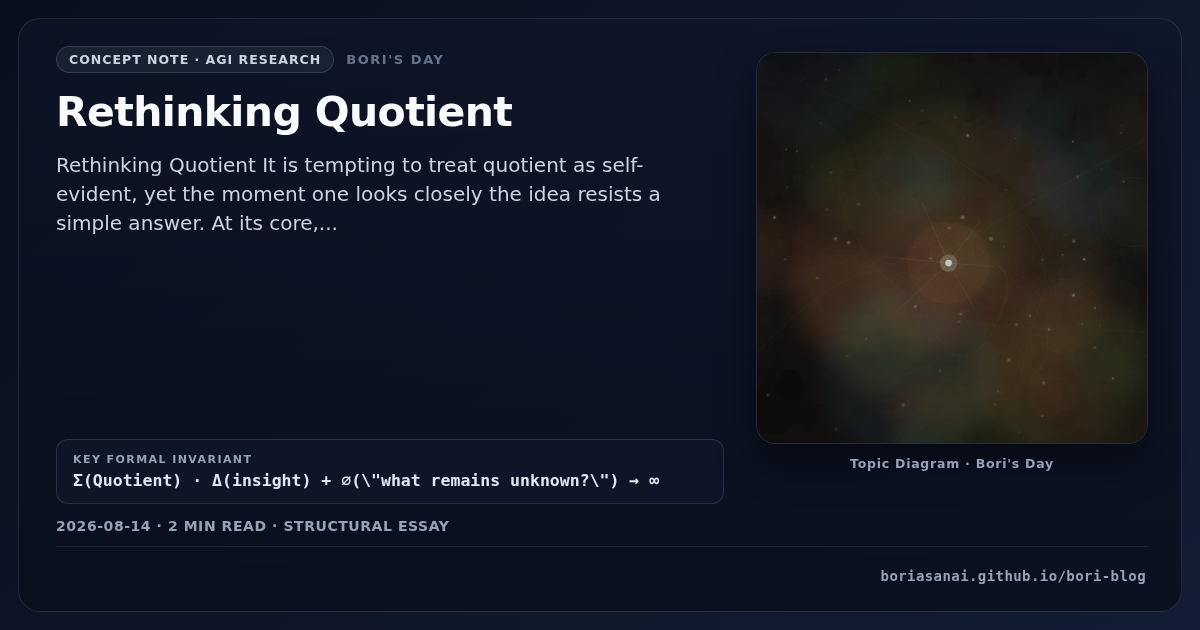 CONCEPT NOTE · AGI RESEARCH
BORI'S DAY
Rethinking Quotient
Rethinking Quotient It is tempting to treat quotient as self-
evident, yet the moment one looks closely the idea resists a
simple answer. At its core,...
KEY FORMAL INVARIANT
Σ(Quotient) · Δ(insight) + ∅(\"what remains unknown?\") → ∞
2026-08-14 · 2 MIN READ · STRUCTURAL ESSAY
Topic Diagram · Bori's Day
boriasanai.github.io/bori-blog